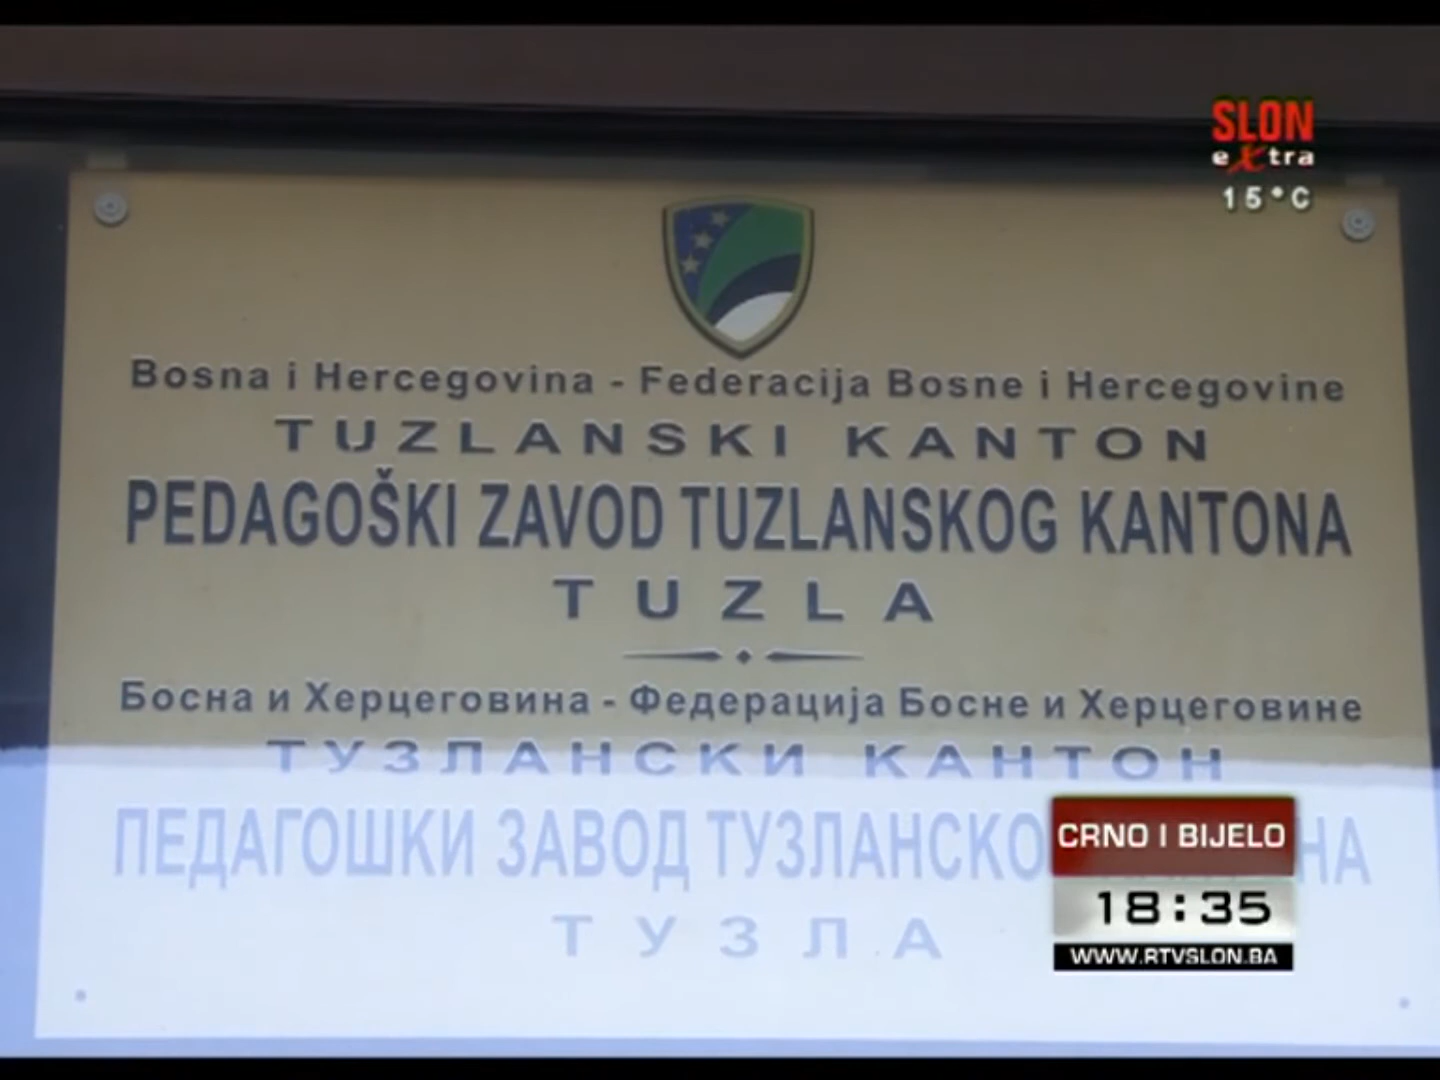 SLON
extra
15°C
Bosna i Hercegovina - Federacija Bosne i Hercegovine
TUZLANSKI KANTON
PEDAGOŠKI ZAVOD TUZLANSKOG KANTONA
TUZLA
Босна и Херцеговина - Федерација Босне и Херцеговине
ТУЗЛАНСКИ КАНТОН
ПЕДАГОШКИ ЗАВОД
ТУЗЛА
CRNO I BIJELO
18:35
WWW.RTVSLON.BA